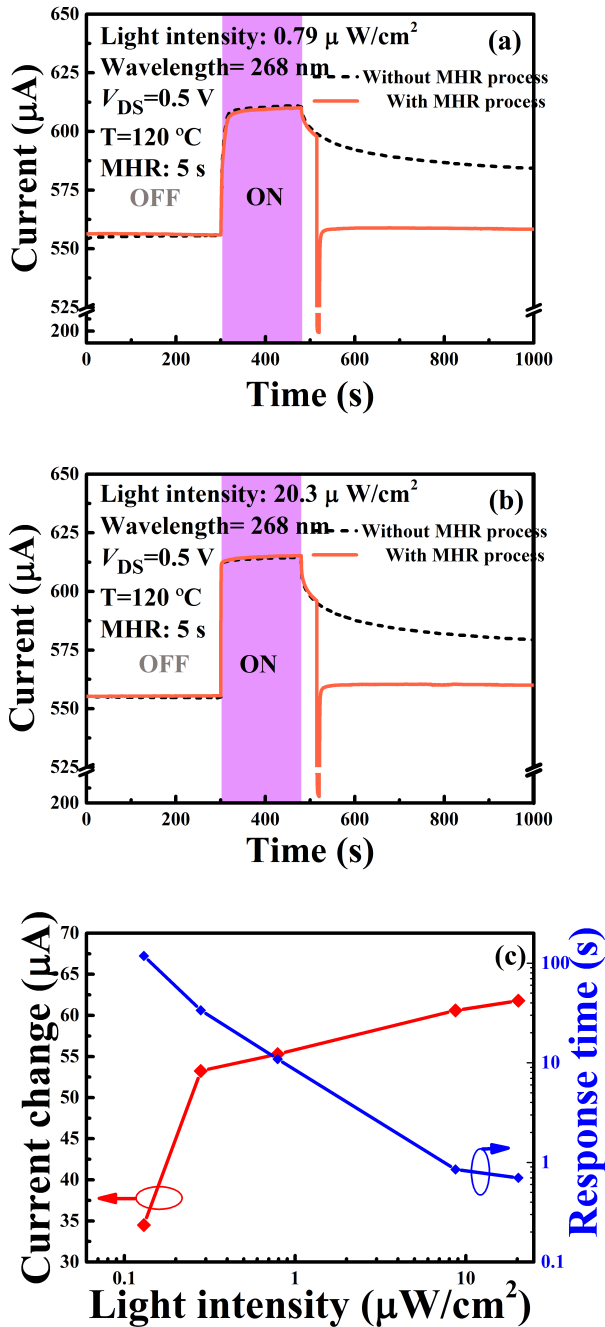 (a)
Light intensity: 0.79 μ W/cm²
Wavelength= 268 nm
V_DS=0.5 V
T=120 ºC
MHR: 5 s
Without MHR process
With MHR process
OFF
ON
Current (μA)
650
625
600
575
550
525
200
0
200
400
600
800
1000
Time (s)
(b)
Light intensity: 20.3 μ W/cm²
Wavelength= 268 nm
V_DS=0.5 V
T=120 ºC
MHR: 5 s
Without MHR process
With MHR process
OFF
ON
Current (μA)
650
625
600
575
550
525
200
0
200
400
600
800
1000
Time (s)
(c)
Current change (μA)
70
65
60
55
50
45
40
35
30
100
10
1
0.1
Response time (s)
0.1
1
10
Light intensity (μW/cm²)